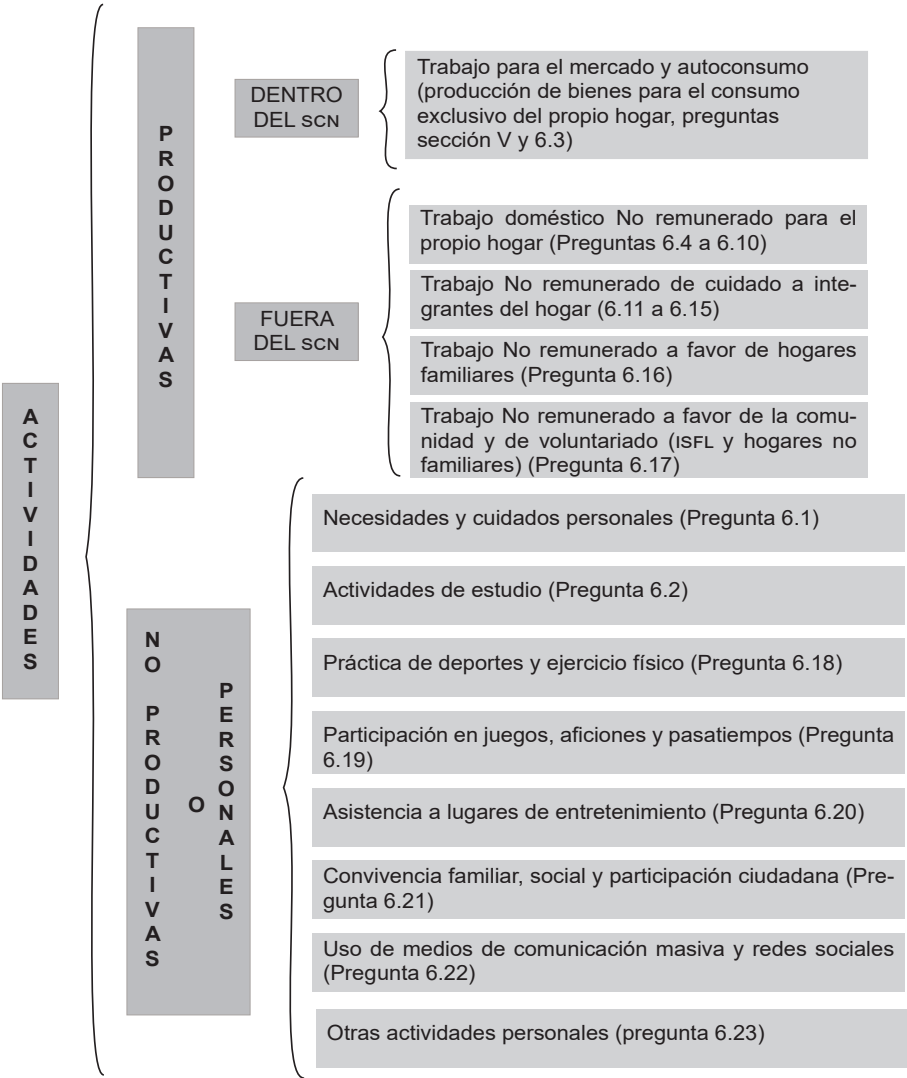 ACTIVIDADES
PRODUCTIVAS
DENTRO
DEL SCN
Trabajo para el mercado y autoconsumo
(producción de bienes para el consumo
exclusivo del propio hogar, preguntas
sección V y 6.3)
FUERA
DEL SCN
Trabajo doméstico No remunerado para el
propio hogar (Preguntas 6.4 a 6.10)
Trabajo No remunerado de cuidado a inte-
grantes del hogar (6.11 a 6.15)
Trabajo No remunerado a favor de hogares
familiares (Pregunta 6.16)
Trabajo No remunerado a favor de la comu-
nidad y de voluntariado (ISFL y hogares no
familiares) (Pregunta 6.17)
NO PRODUCTIVAS
O
PERSONALES
Necesidades y cuidados personales (Pregunta 6.1)
Actividades de estudio (Pregunta 6.2)
Práctica de deportes y ejercicio físico (Pregunta 6.18)
Participación en juegos, aficiones y pasatiempos (Pregunta
6.19)
Asistencia a lugares de entretenimiento (Pregunta 6.20)
Convivencia familiar, social y participación ciudadana (Pre-
gunta 6.21)
Uso de medios de comunicación masiva y redes sociales
(Pregunta 6.22)
Otras actividades personales (pregunta 6.23)